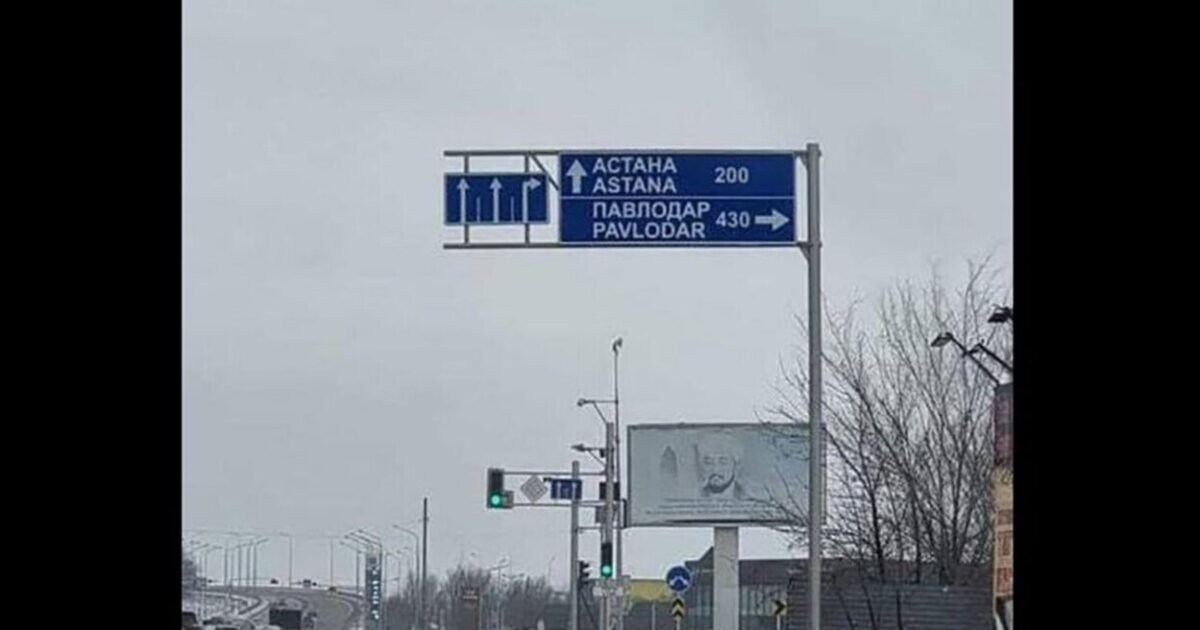 АСТАНА
ASTANA 200
ПАВЛОДАР
PAVLODAR 430